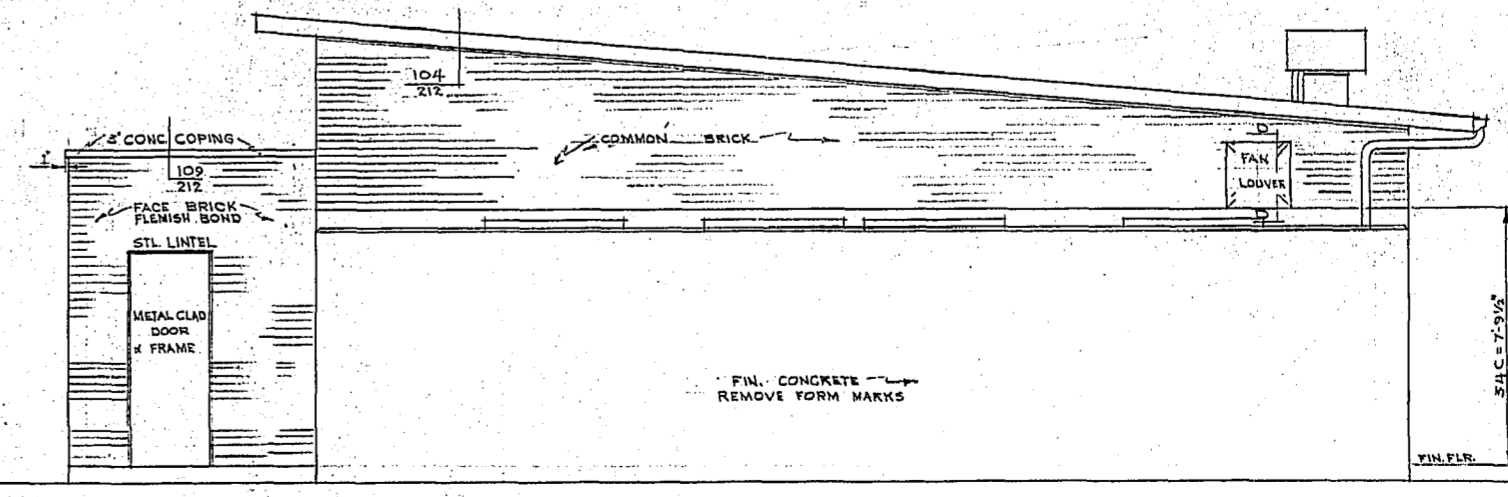 104
212
3" CONC. COPING
COMMON BRICK
1"
109
212
FAN
LOUVER
FACE BRICK
FLEMISH BOND
STL. LINTEL
METAL CLAD
DOOR
& FRAME
FIN. CONCRETE
REMOVE FORM MARKS
34 C = 7'-9½"
FIN. FLR.